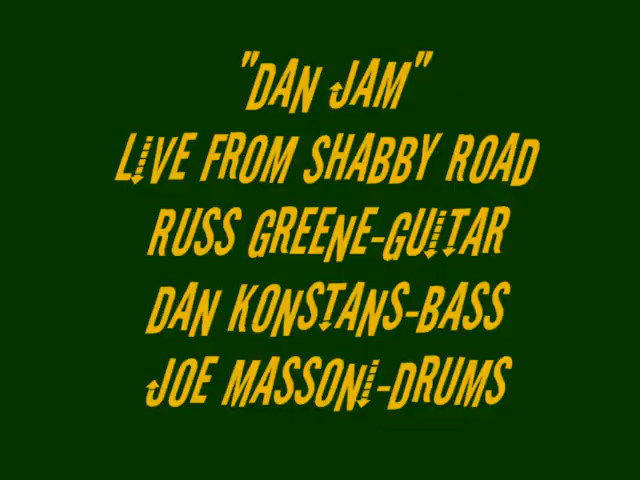 "DAN JAM"
LIVE FROM SHABBY ROAD
RUSS GREENE-GUITAR
DAN KONSTANS-BASS
JOE MASSONI-DRUMS